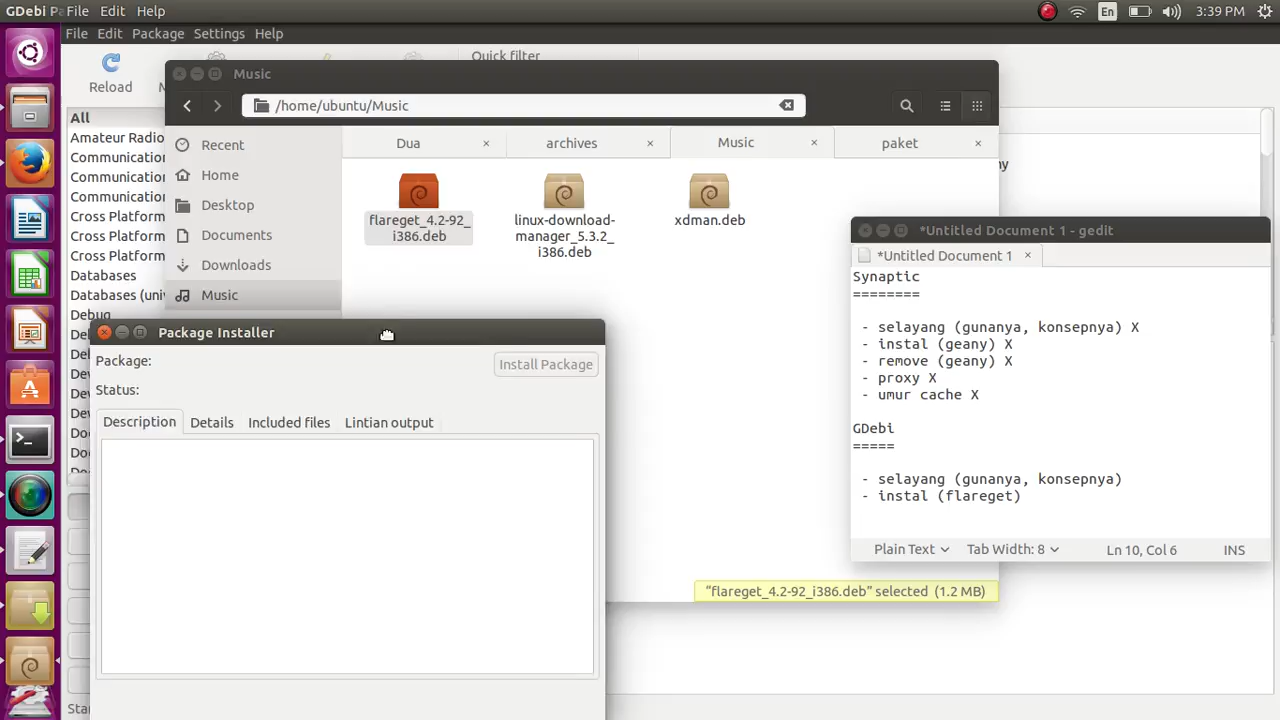 GDebi P File Edit Help
En
3:39 PM
File Edit Package Settings Help
Reload
Quick filter
All
Amateur Radio
Communication
Communication
Communication
Cross Platform
Cross Platform
Cross Platform
Databases
Databases (univ
Debug
Music
/home/ubuntu/Music
Recent
Home
Desktop
Documents
Downloads
Music
Dua
archives
Music
paket
flareget_4.2-92_
i386.deb
linux-download-
manager_5.3.2_
i386.deb
xdman.deb
"flareget_4.2-92_i386.deb" selected (1.2 MB)
Package Installer
Package:
Install Package
Status:
Description Details Included files Lintian output
*Untitled Document 1 - gedit
*Untitled Document 1
Synaptic
========
- selayang (gunanya, konsepnya) X
- instal (geany) X
- remove (geany) X
- proxy X
- umur cache X
GDebi
=====
- selayang (gunanya, konsepnya)
- instal (flareget)
Plain Text Tab Width: 8 Ln 10, Col 6 INS